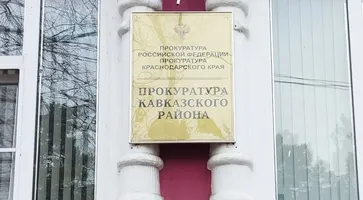 ПРОКУРАТУРА
РОССИЙСКОЙ ФЕДЕРАЦИИ
ПРОКУРАТУРА
КРАСНОДАРСКОГО КРАЯ
ПРОКУРАТУРА
КАВКАЗСКОГО
РАЙОНА